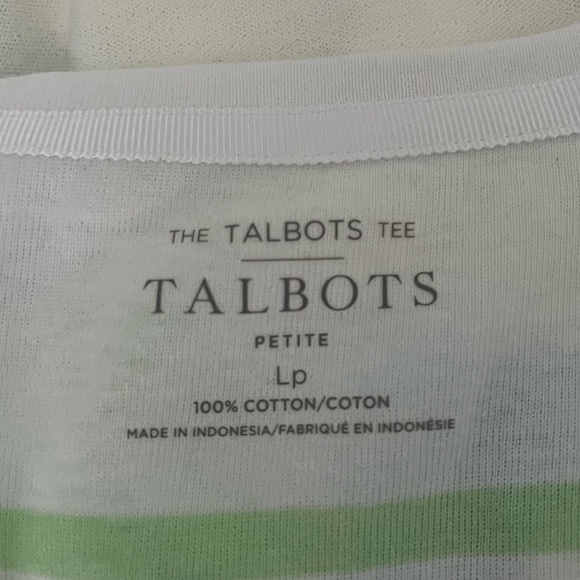 THE TALBOTS TEE
TALBOTS
PETITE
Lp
100% COTTON/COTON
MADE IN INDONESIA/FABRIQUÉ EN INDONÉSIE